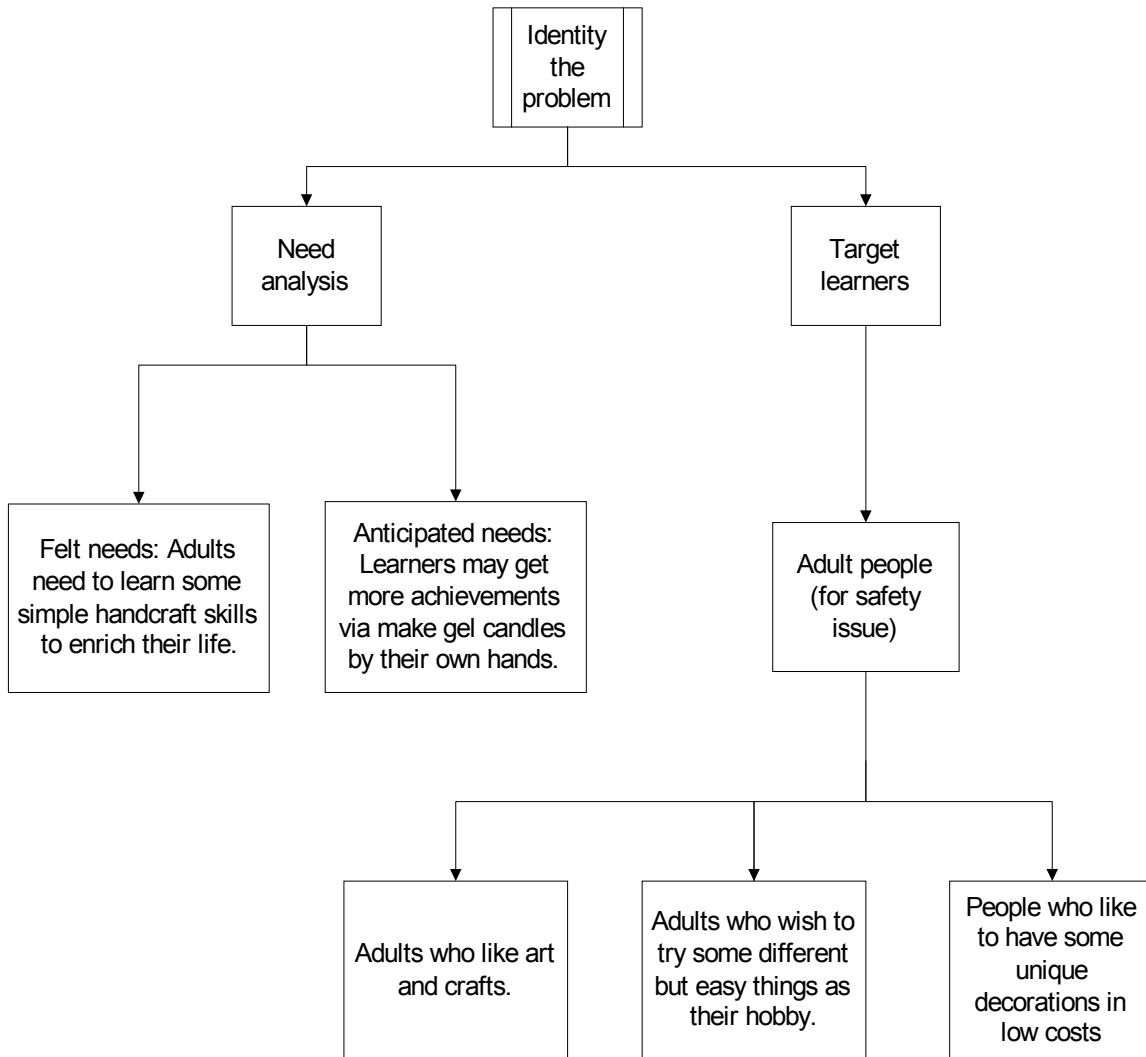 Identity
the
problem
Need
analysis
Target
learners
Felt needs: Adults
need to learn some
simple handcraft skills
to enrich their life.
Anticipated needs:
Learners may get
more achievements
via make gel candles
by their own hands.
Adult people
(for safety
issue)
Adults who like art
and crafts.
Adults who wish to
try some different
but easy things as
their hobby.
People who like
to have some
unique
decorations in
low costs